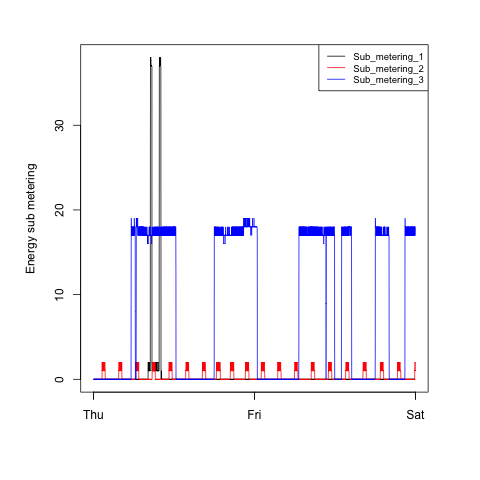 Sub_metering_1
Sub_metering_2
Sub_metering_3
Energy sub metering
30
20
10
0
Thu
Fri
Sat